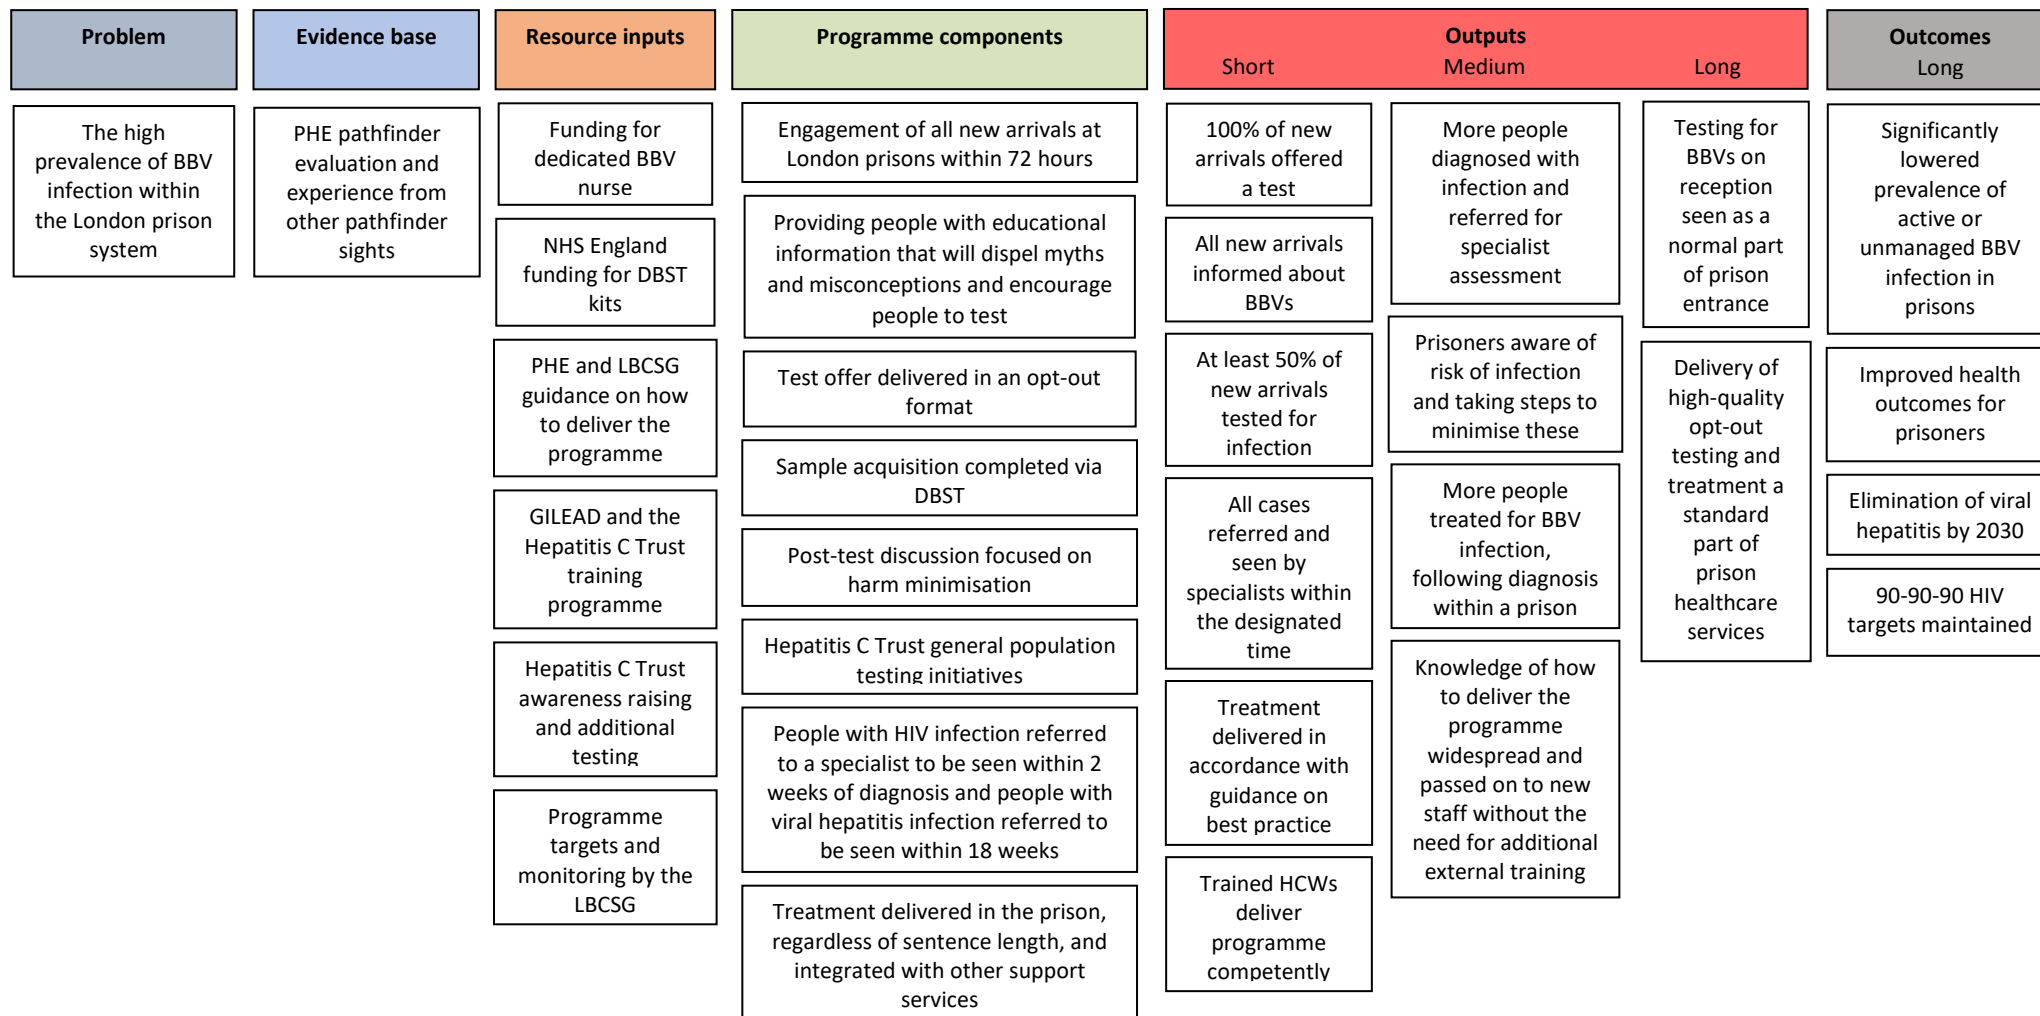 Problem
Evidence base
Resource inputs
Programme components
Outputs
Short
Medium
Long
Outcomes
Long
The high
prevalence of BBV
infection within
the London prison
system
PHE pathfinder
evaluation and
experience from
other pathfinder
sights
Funding for
dedicated BBV
nurse
NHS England
funding for DBST
kits
PHE and LBCSG
guidance on how
to deliver the
programme
GILEAD and the
Hepatitis C Trust
training
programme
Hepatitis C Trust
awareness raising
and additional
testing
Programme
targets and
monitoring by the
LBCSG
Engagement of all new arrivals at
London prisons within 72 hours
Providing people with educational
information that will dispel myths
and misconceptions and encourage
people to test
Test offer delivered in an opt-out
format
Sample acquisition completed via
DBST
Post-test discussion focused on
harm minimisation
Hepatitis C Trust general population
testing initiatives
People with HIV infection referred
to a specialist to be seen within 2
weeks of diagnosis and people with
viral hepatitis infection referred to
be seen within 18 weeks
Treatment delivered in the prison,
regardless of sentence length, and
integrated with other support
services
100% of new
arrivals offered
a test
All new arrivals
informed about
BBVs
At least 50% of
new arrivals
tested for
infection
All cases
referred and
seen by
specialists within
the designated
time
Treatment
delivered in
accordance with
guidance on
best practice
Trained HCWs
deliver
programme
competently
More people
diagnosed with
infection and
referred for
specialist
assessment
Prisoners aware of
risk of infection
and taking steps to
minimise these
More people
treated for BBV
infection,
following diagnosis
within a prison
Knowledge of how
to deliver the
programme
widespread and
passed on to new
staff without the
need for additional
external training
Testing for
BBVs on
reception
seen as a
normal part
of prison
entrance
Delivery of
high-quality
opt-out
testing and
treatment a
standard
part of
prison
healthcare
services
Significantly
lowered
prevalence of
active or
unmanaged BBV
infection in
prisons
Improved health
outcomes for
prisoners
Elimination of viral
hepatitis by 2030
90-90-90 HIV
targets maintained